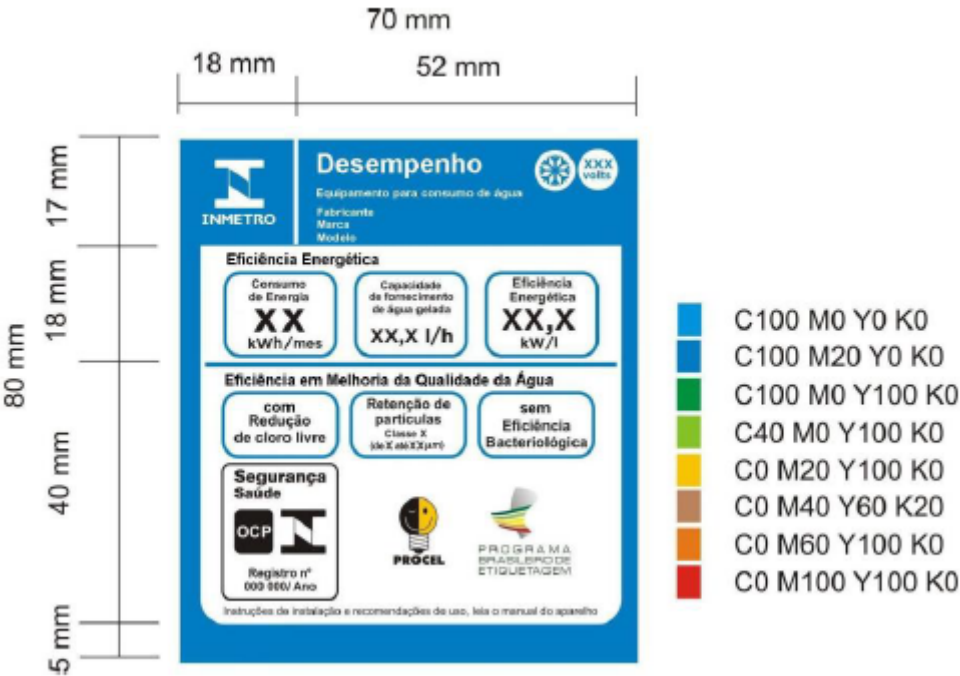 70 mm
18 mm
52 mm
17 mm
18 mm
80 mm
40 mm
5 mm
INMETRO
Desempenho
XXX
volts
Equipamento para consumo de água
Fabricante
Marca
Modelo
Eficiência Energética
Consumo
de Energia
XX
kWh/mes
Capacidade
de fornecimento
de água gelada
XX,X l/h
Eficiência
Energética
XX,X
kW/l
Eficiência em Melhoria da Qualidade da Água
com
Redução
de cloro livre
Retenção de
partículas
Classe X
(de X até XX µm)
sem
Eficiência
Bacteriológica
Segurança
Saúde
OCP
Registro nº
000 000/ Ano
PROCEL
PROGRAMA
BRASILEIRO DE
ETIQUETAGEM
Instruções de instalação e recomendações de uso, leia o manual do aparelho
C100 M0 Y0 K0
C100 M20 Y0 K0
C100 M0 Y100 K0
C40 M0 Y100 K0
C0 M20 Y100 K0
C0 M40 Y60 K20
C0 M60 Y100 K0
C0 M100 Y100 K0